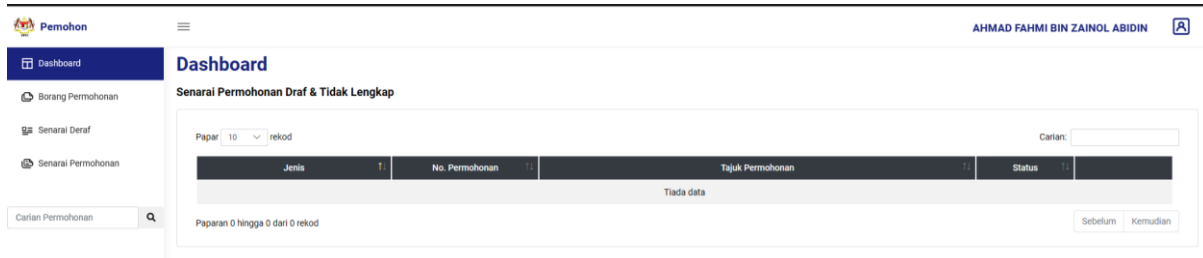 Pemohon
AHMAD FAHMI BIN ZAINOL ABIDIN
Dashboard
Borang Permohonan
Senarai Deraf
Senarai Permohonan
Carian Permohonan
Dashboard
Senarai Permohonan Draf & Tidak Lengkap
Papar 10 rekod
Carian:
Jenis No. Permohonan Tajuk Permohonan Status
Tiada data
Paparan 0 hingga 0 dari 0 rekod
Sebelum Kemudian